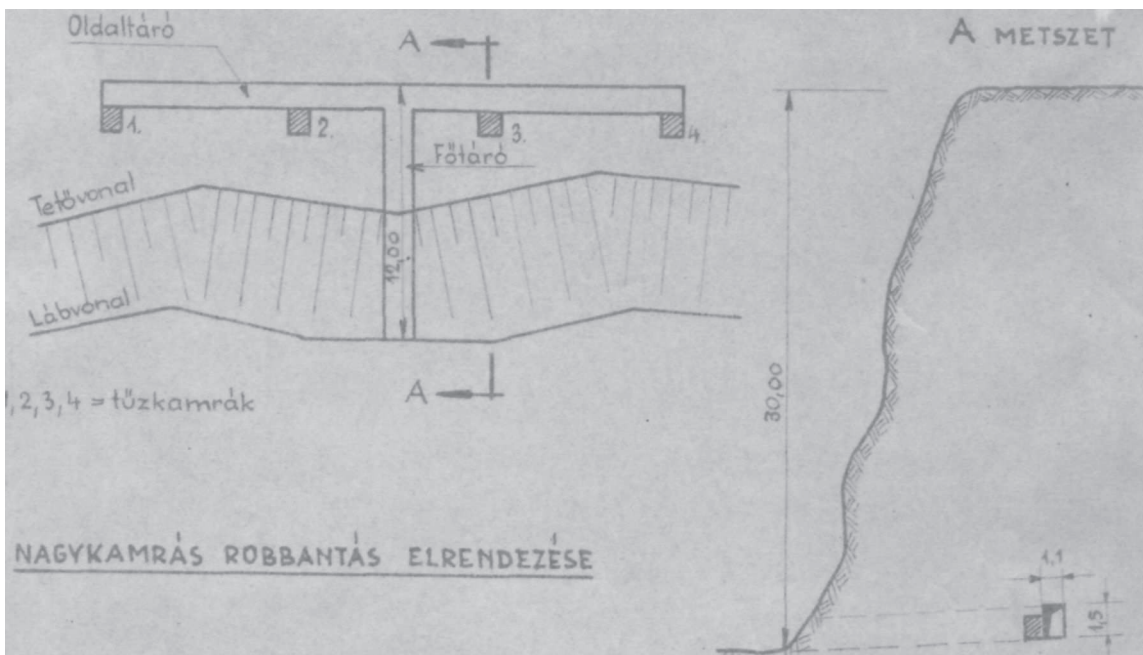 Oldaltáró
A
A METSZET
1.
2.
3.
4.
Főtáró
Tetővonal
12,00
Lábvonal
30,00
A
1,2,3,4 = tűzkamrák
NAGYKAMRÁS ROBBANTÁS ELRENDEZÉSE
1,1
1,5